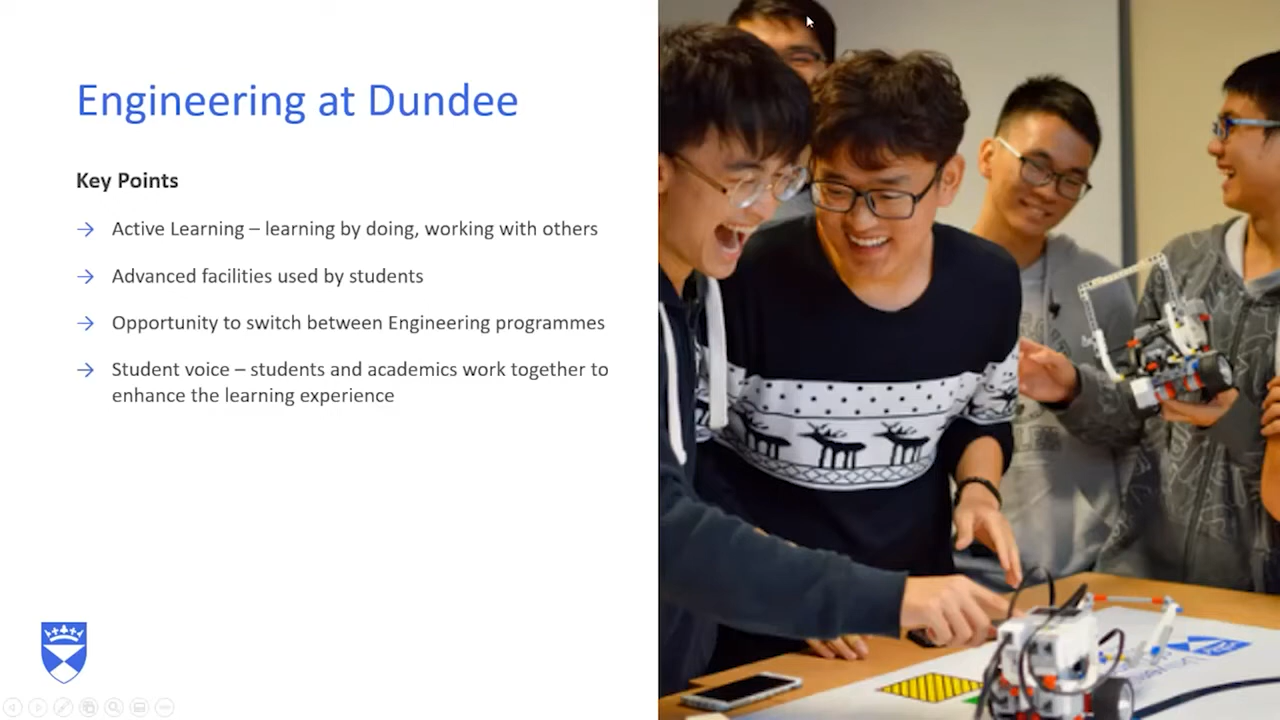 Engineering at Dundee
Key Points
Active Learning – learning by doing, working with others
Advanced facilities used by students
Opportunity to switch between Engineering programmes
Student voice – students and academics work together to
enhance the learning experience